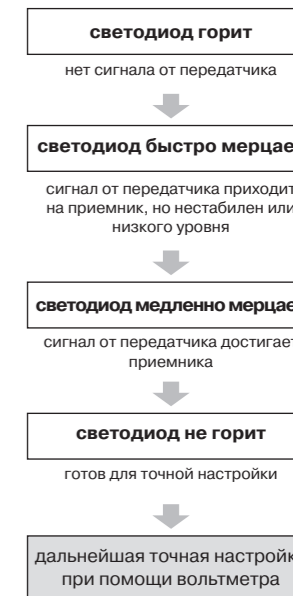 светодиод горит
нет сигнала от передатчика
светодиод быстро мерцае
сигнал от передатчика приходит
на приемник, но нестабилен или
низкого уровня
светодиод медленно мерцае
сигнал от передатчика достигает
приемника
светодиод не горит
готов для точной настройки
дальнейшая точная настройк
при помощи вольтметра